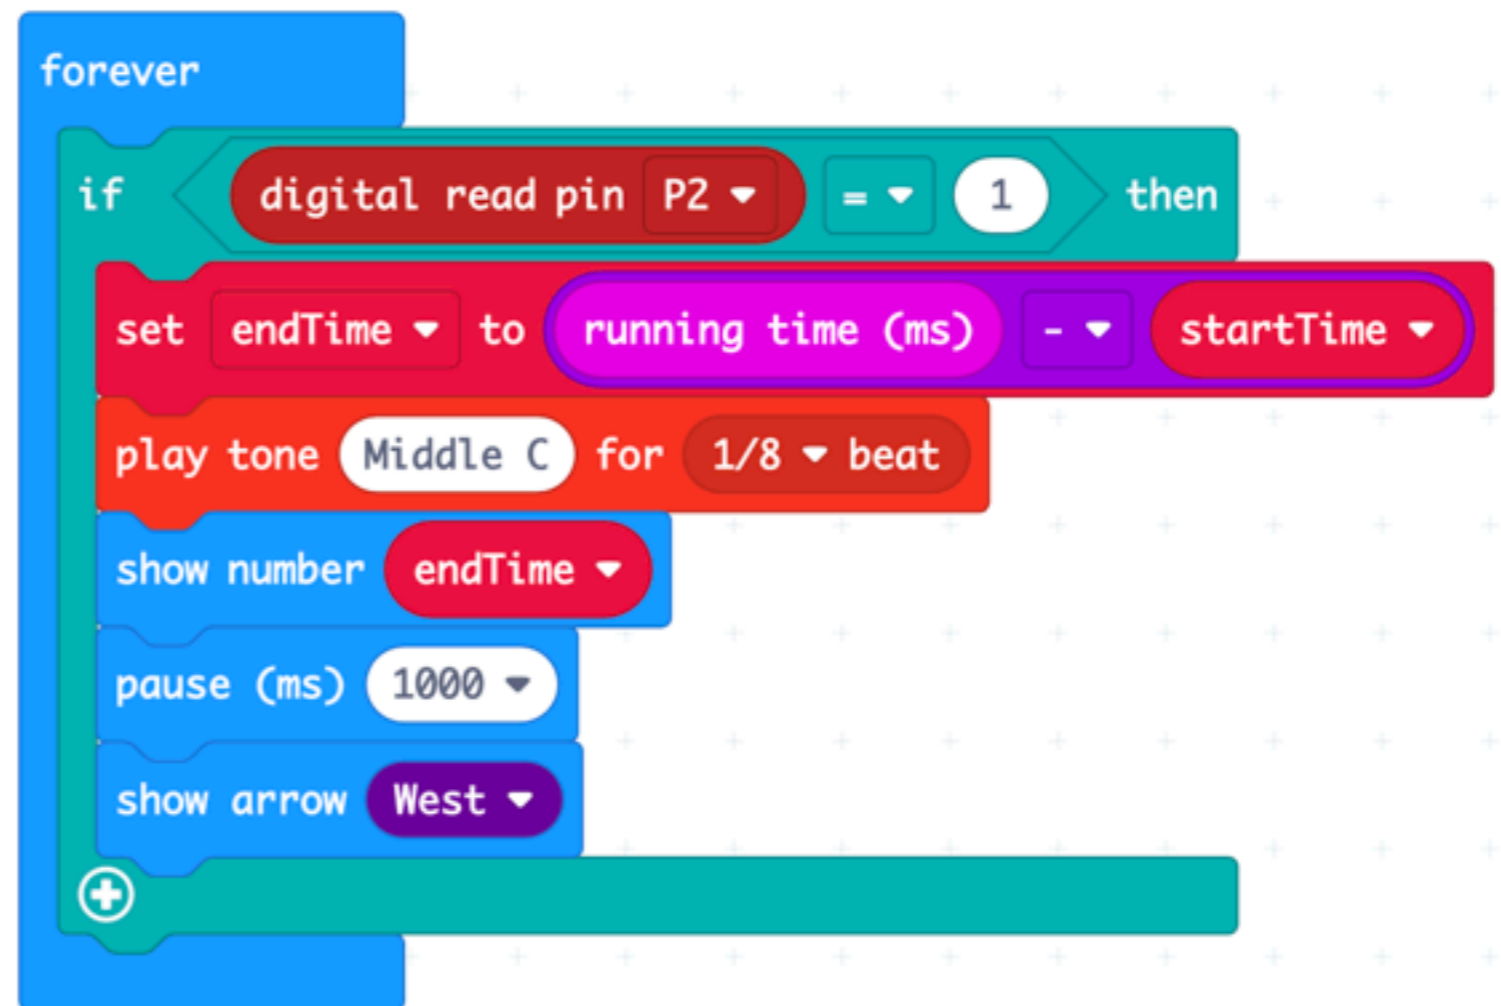 forever
if digital read pin P2 = 1 then
set endTime to running time (ms) - startTime
play tone Middle C for 1/8 beat
show number endTime
pause (ms) 1000
show arrow West